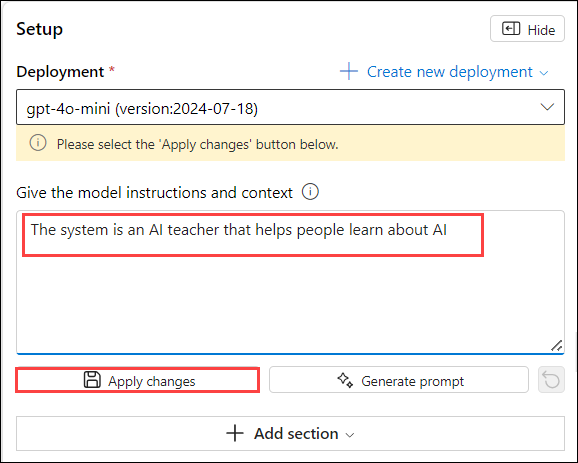 Setup
Hide
Deployment *
Create new deployment
gpt-4o-mini (version:2024-07-18)
Please select the 'Apply changes' button below.
Give the model instructions and context
The system is an AI teacher that helps people learn about AI
Apply changes
Generate prompt
Add section